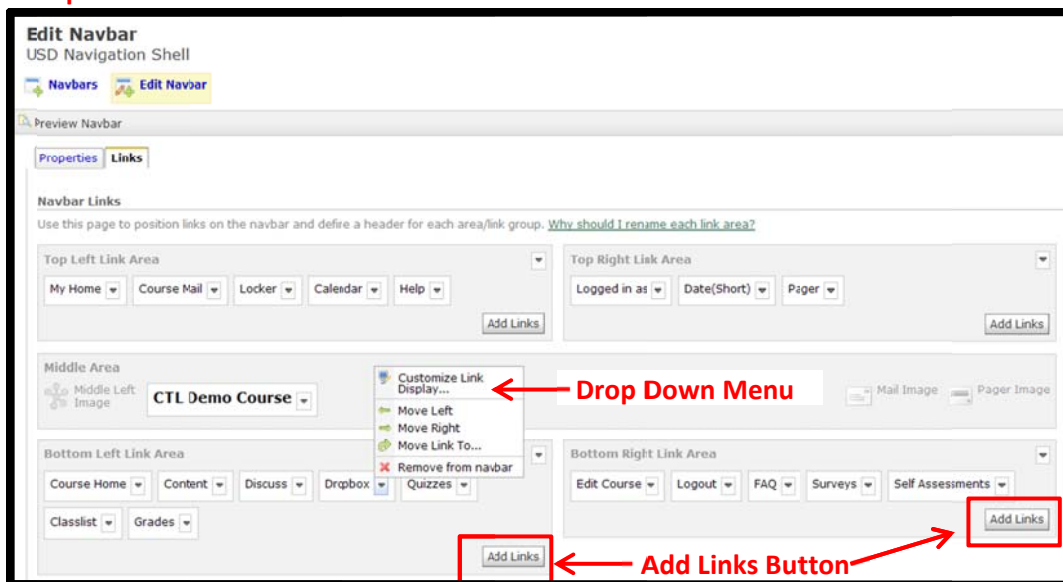 Edit Navbar
USD Navigation Shell
Navbars Edit Navbar
Preview Navbar
Properties Links
Navbar Links
Use this page to position links on the navbar and define a header for each area/link group. Why should I rename each link area?
Top Left Link Area
My Home Course Mail Locker Calendar Help
Add Links
Top Right Link Area
Logged in as Date(Short) Pager
Add Links
Middle Area
Middle Left
Image
CTL Demo Course
Customize Link
Display...
Move Left
Move Right
Move Link To...
Remove from navbar
Drop Down Menu
Mail Image Pager Image
Bottom Left Link Area
Course Home Content Discuss Dropbox Quizzes
Classlist Grades
Add Links
Bottom Right Link Area
Edit Course Logout FAQ Surveys Self Assessments
Add Links
Add Links Button